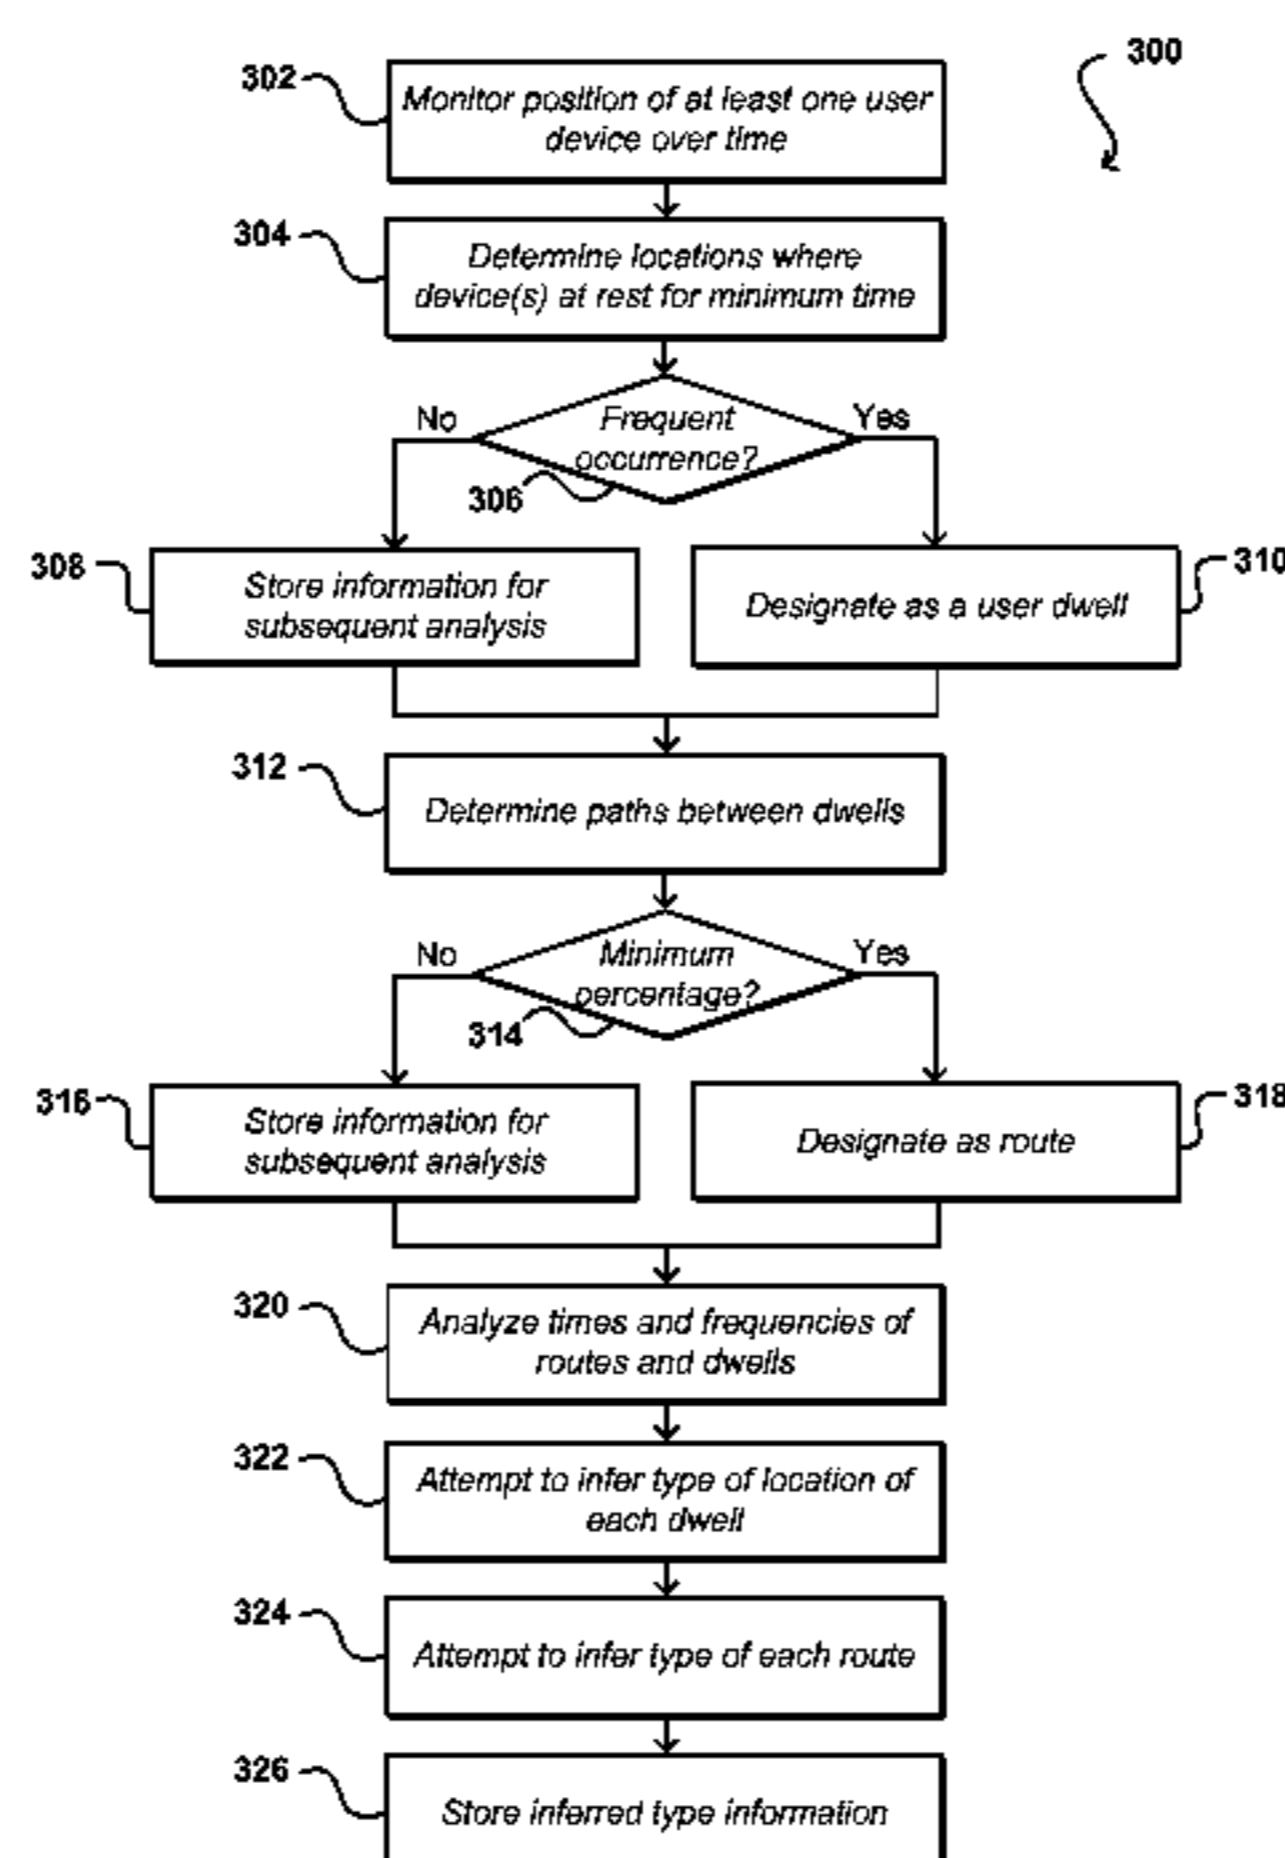 300
302
Monitor position of at least one user
device over time
304
Determine locations where
device(s) at rest for minimum time
No
Frequent
occurrence?
Yes
306
308
Store information for
subsequent analysis
310
Designate as a user dwell
312
Determine paths between dwells
No
Minimum
percentage?
Yes
314
316
Store information for
subsequent analysis
318
Designate as route
320
Analyze times and frequencies of
routes and dwells
322
Attempt to infer type of location of
each dwell
324
Attempt to infer type of each route
326
Store inferred type information